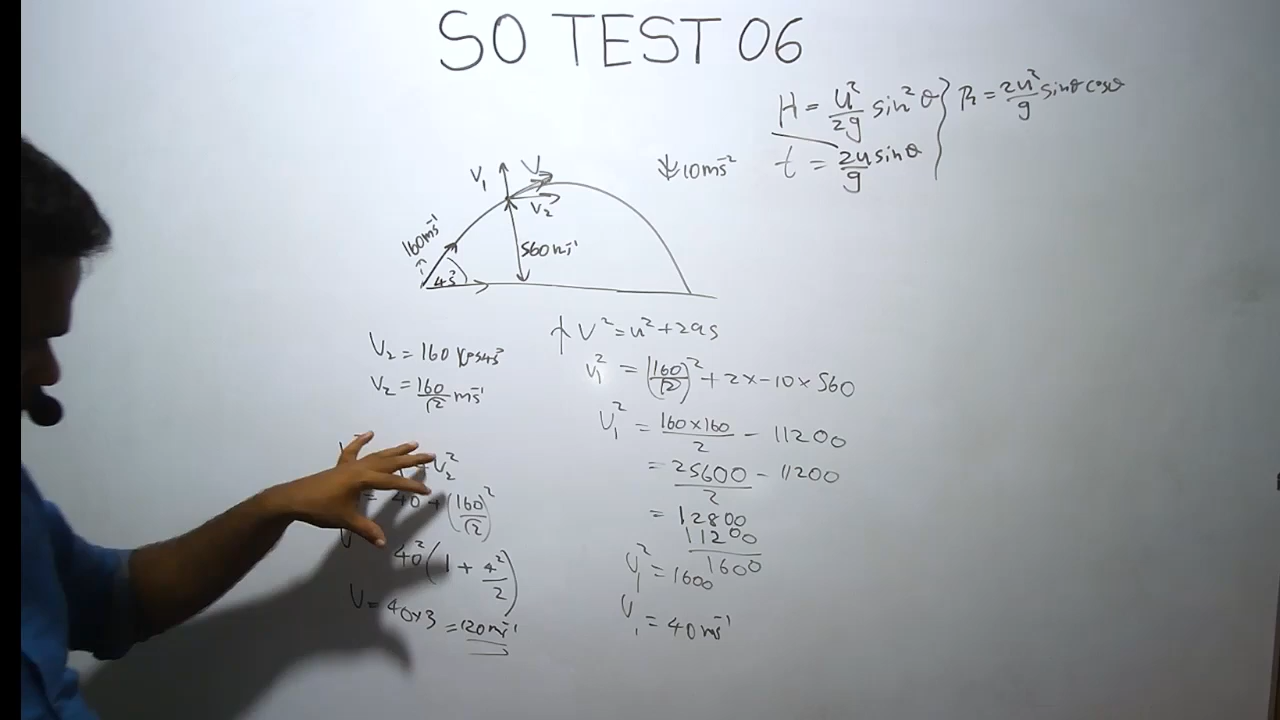 SO TEST 06
H = u²/2g sin²θ } R = 2u²/g sinθ cosθ
t = 2u sinθ/g
↓10ms⁻²
V₁
V
V₂
160ms⁻¹
560ms⁻¹
45°
V₂ = 160 cos45°
V₂ = 160/√2 ms⁻¹
V₂²
= 40 + (160/√2)²
40² (1 + 4²/2)
V = 40×3 = 120ms⁻¹
↑ V² = u² + 2as
V₁² = (160/√2)² + 2×-10×560
V₁² = 160×160/2 - 11200
= 25600/2 - 11200
= 12800
11200
1600
V₁² = 1600
V₁ = 40ms⁻¹